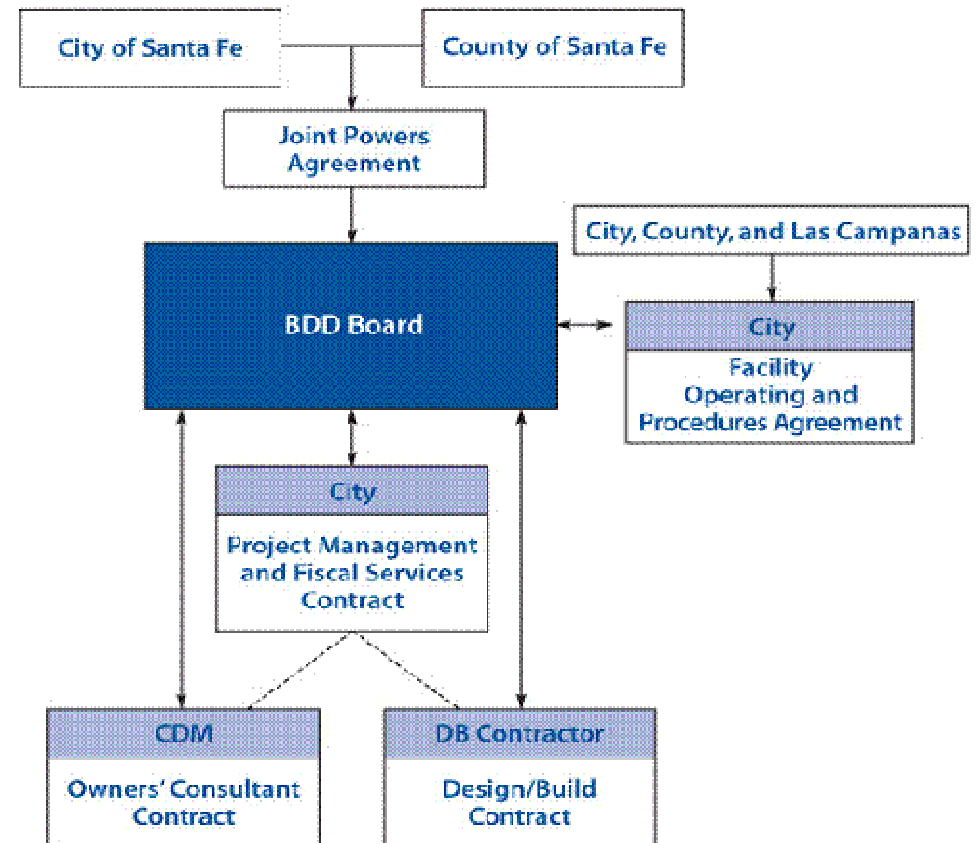 City of Santa Fe
County of Santa Fe
Joint Powers
Agreement
City, County, and Las Campanas
BDD Board
City
Facility
Operating and
Procedures Agreement
City
Project Management
and Fiscal Services
Contract
CDM
Owners' Consultant
Contract
DB Contractor
Design/Build
Contract